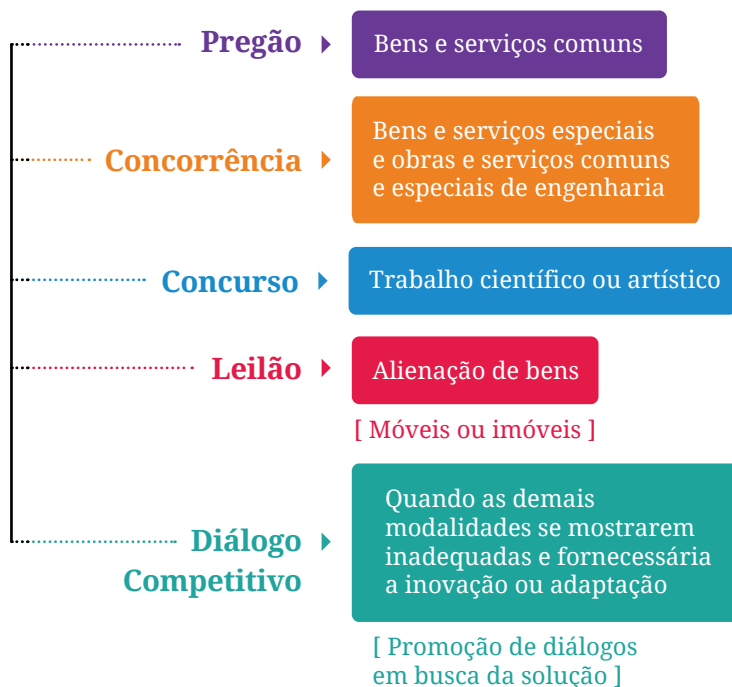 Pregão
Bens e serviços comuns
Concorrência
Bens e serviços especiais
e obras e serviços comuns
e especiais de engenharia
Concurso
Trabalho científico ou artístico
Leilão
Alienação de bens
[ Móveis ou imóveis ]
Diálogo
Competitivo
Quando as demais
modalidades se mostrarem
inadequadas e fornecessária
a inovação ou adaptação
[ Promoção de diálogos
em busca da solução ]